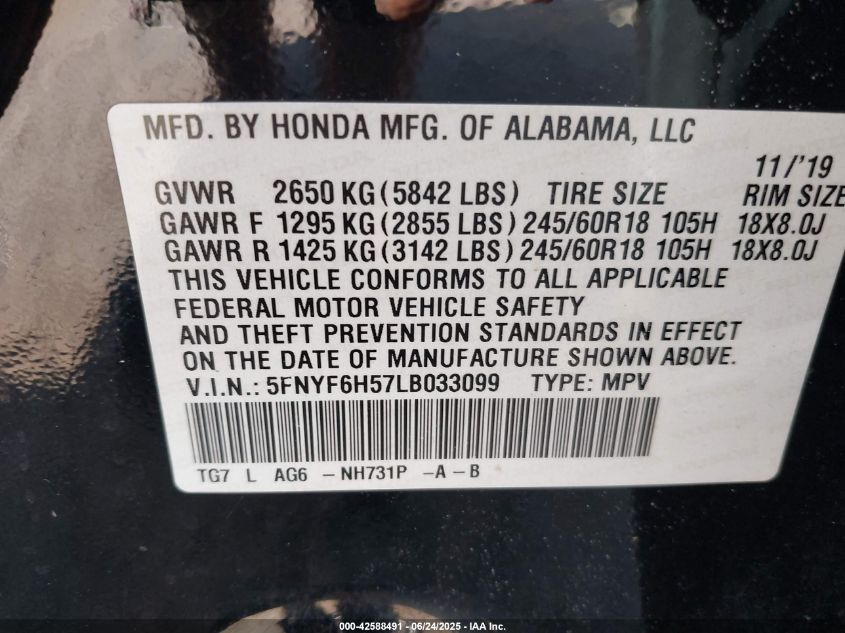 MFD. BY HONDA MFG. OF ALABAMA, LLC
11/'19
GVWR 2650 KG (5842 LBS) TIRE SIZE RIM SIZE
GAWR F 1295 KG (2855 LBS) 245/60R18 105H 18X8.0J
GAWR R 1425 KG (3142 LBS) 245/60R18 105H 18X8.0J
THIS VEHICLE CONFORMS TO ALL APPLICABLE
FEDERAL MOTOR VEHICLE SAFETY
AND THEFT PREVENTION STANDARDS IN EFFECT
ON THE DATE OF MANUFACTURE SHOWN ABOVE.
V.I.N.: 5FNYF6H57LB033099 TYPE: MPV
TG7 L AG6 – NH731P – A – B
000-42588491 - 06/24/2025 - IAA Inc.